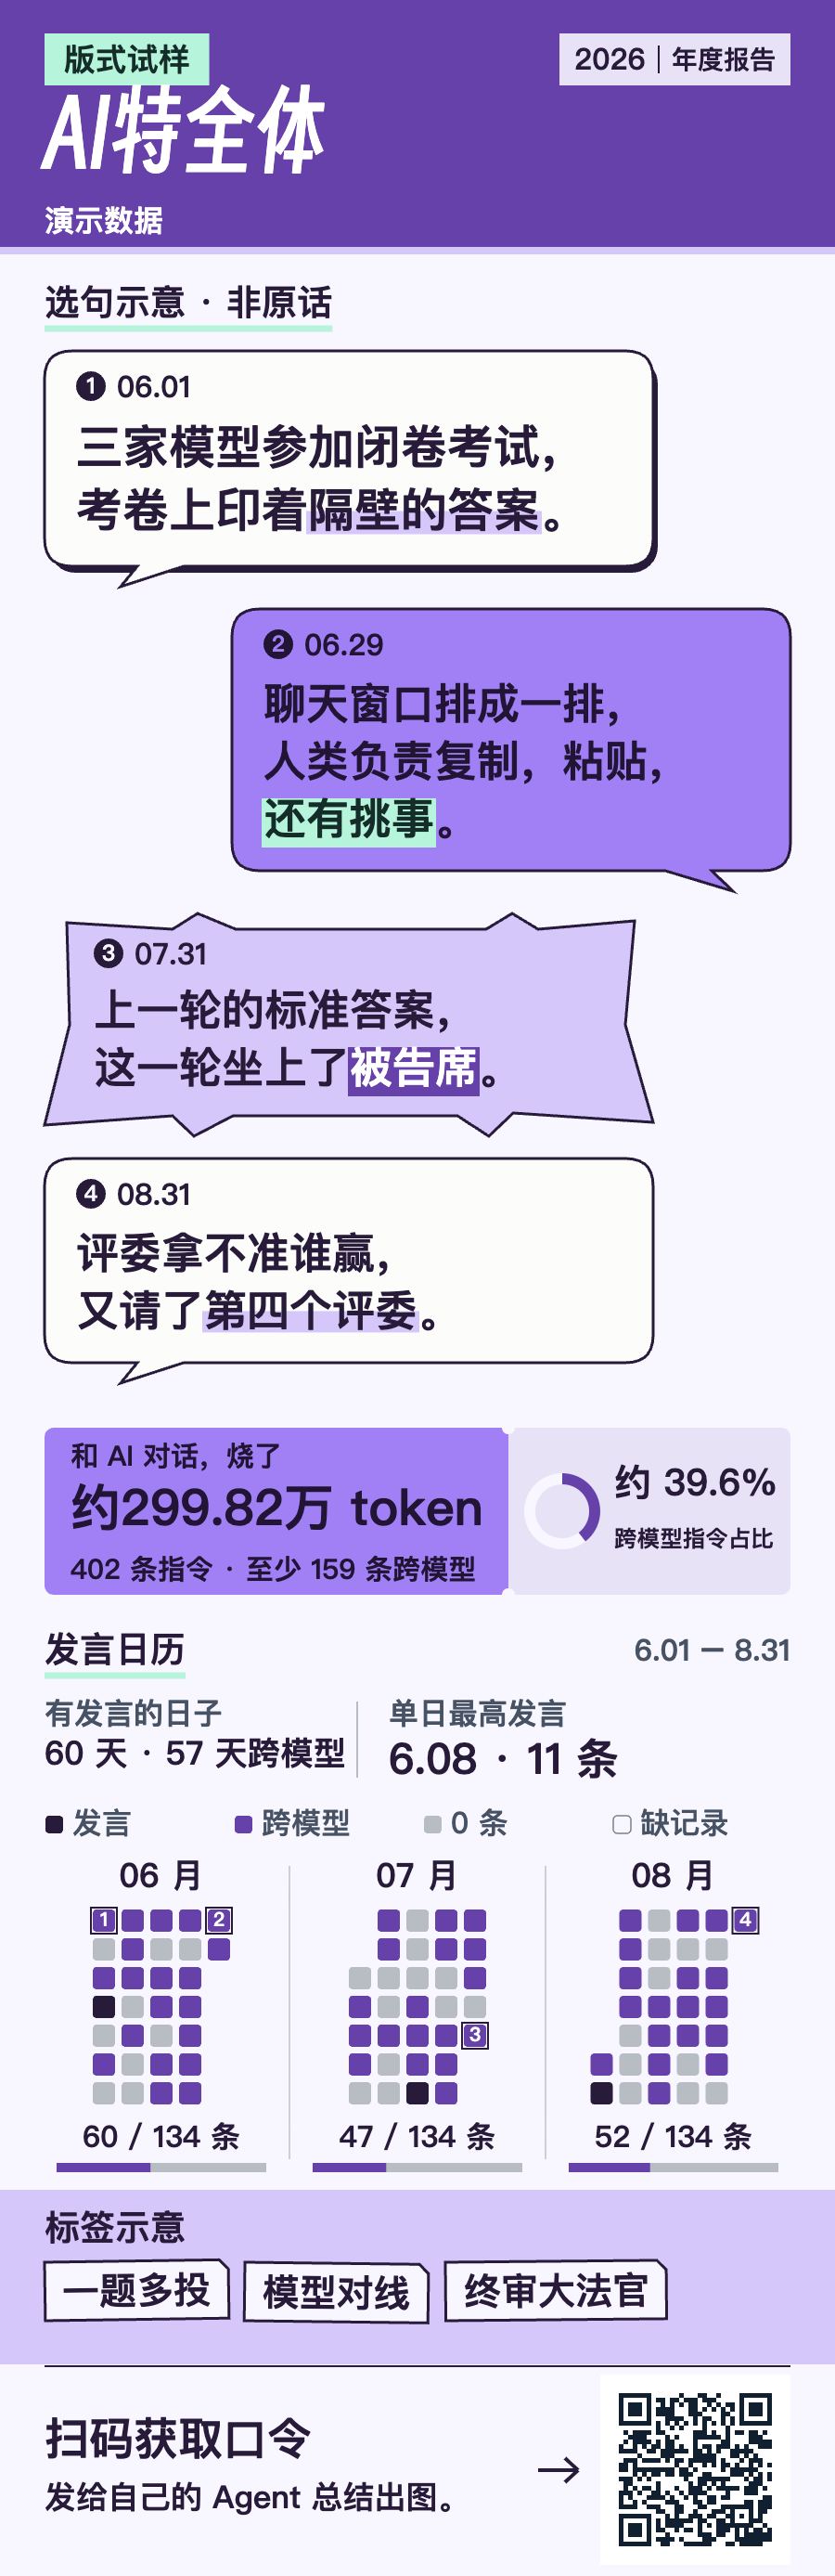 版式试样
2026｜年度报告
AI特全体
演示数据
选句示意 · 非原话
1 06.01
三家模型参加闭卷考试，
考卷上印着隔壁的答案。
2 06.29
聊天窗口排成一排，
人类负责复制，粘贴，
还有挑事。
3 07.31
上一轮的标准答案，
这一轮坐上了被告席。
4 08.31
评委拿不准谁赢，
又请了第四个评委。
和 AI 对话，烧了
约299.82万 token
402 条指令 · 至少 159 条跨模型
约 39.6%
跨模型指令占比
发言日历
6.01 — 8.31
有发言的日子
60 天 · 57 天跨模型
单日最高发言
6.08 · 11 条
发言
跨模型
0 条
缺记录
06 月
07 月
08 月
1
2
3
4
60 / 134 条
47 / 134 条
52 / 134 条
标签示意
一题多投
模型对线
终审大法官
扫码获取口令
→
发给自己的 Agent 总结出图。